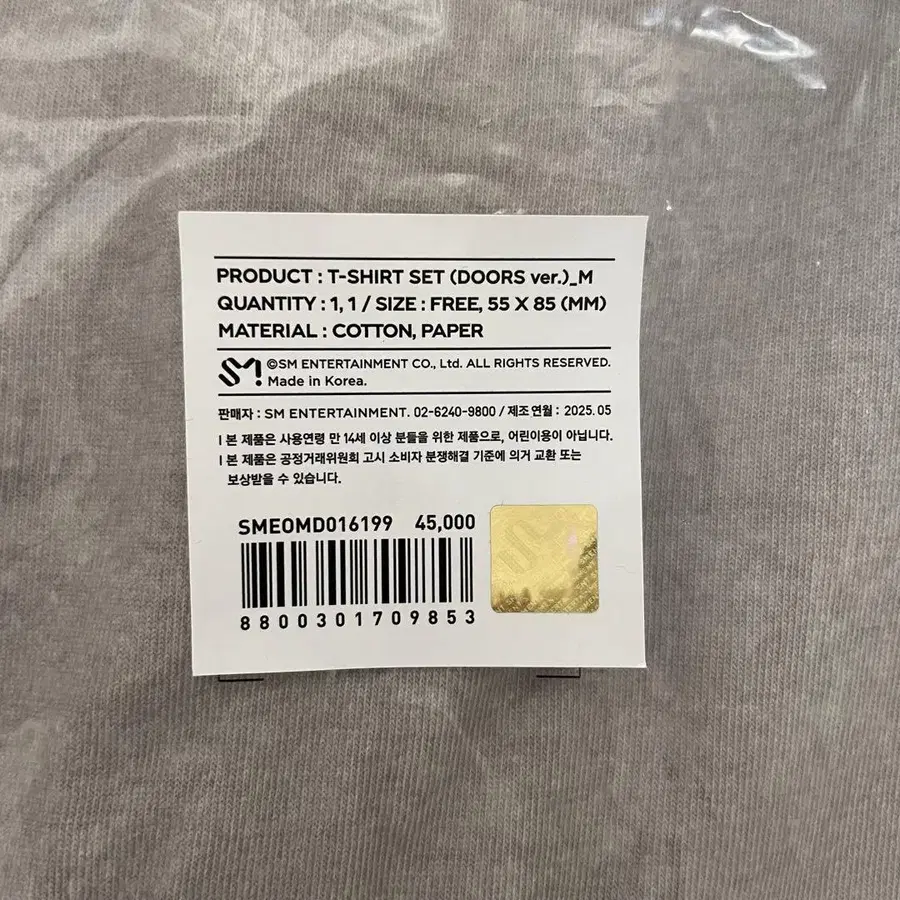 PRODUCT : T-SHIRT SET (DOORS ver.)_M
QUANTITY : 1, 1 / SIZE : FREE, 55 X 85 (MM)
MATERIAL : COTTON, PAPER
SM!
©SM ENTERTAINMENT CO., Ltd. ALL RIGHTS RESERVED.
Made in Korea.
판매자 : SM ENTERTAINMENT. 02-6240-9800 / 제조연월 : 2025. 05
| 본 제품은 사용연령 만 14세 이상 분들을 위한 제품으로, 어린이용이 아닙니다.
| 본 제품은 공정거래위원회 고시 소비자 분쟁해결 기준에 의거 교환 또는
보상받을 수 있습니다.
SMEOMD016199 45,000
8800301709853